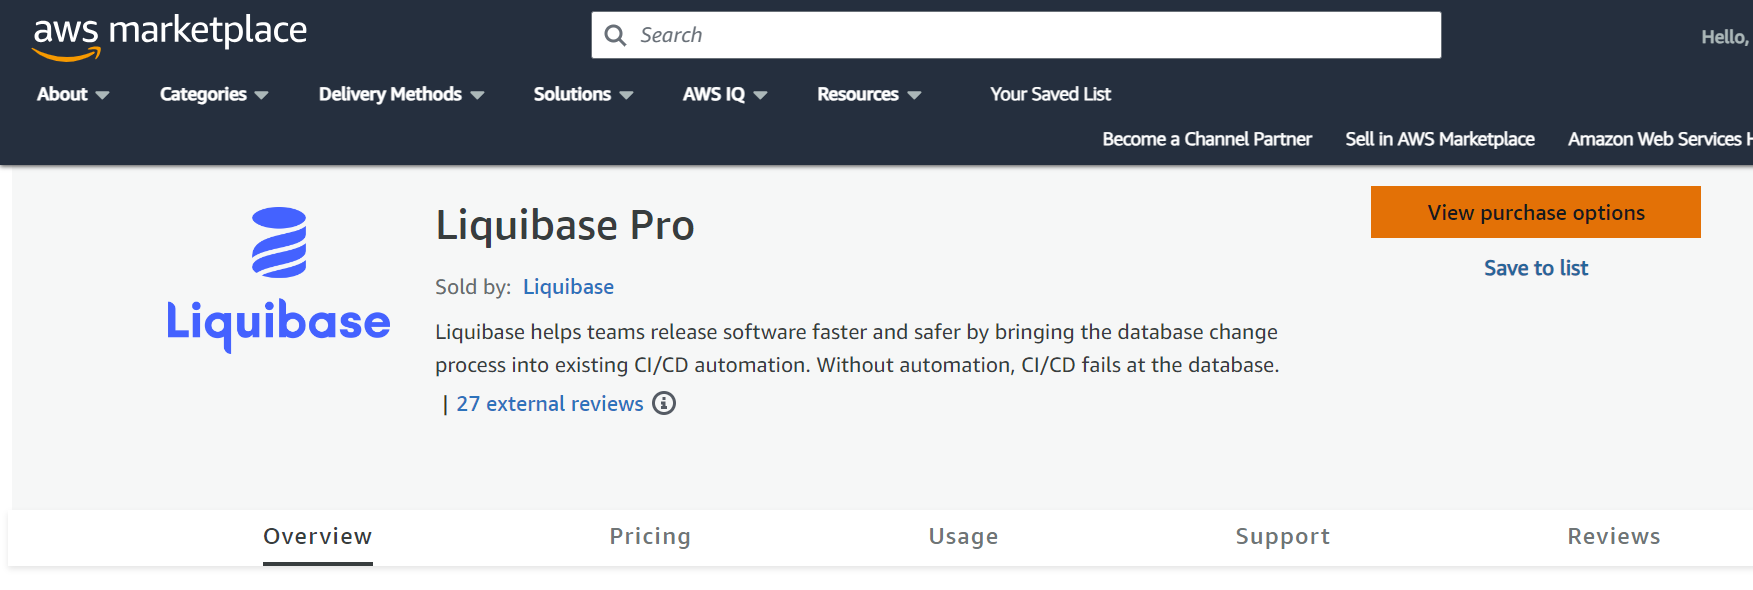 aws marketplace
Search
Hello,
About
Categories
Delivery Methods
Solutions
AWS IQ
Resources
Your Saved List
Become a Channel Partner
Sell in AWS Marketplace
Amazon Web Services H
Liquibase
Liquibase Pro
Sold by: Liquibase
Liquibase helps teams release software faster and safer by bringing the database change
process into existing CI/CD automation. Without automation, CI/CD fails at the database.
| 27 external reviews
View purchase options
Save to list
Overview
Pricing
Usage
Support
Reviews